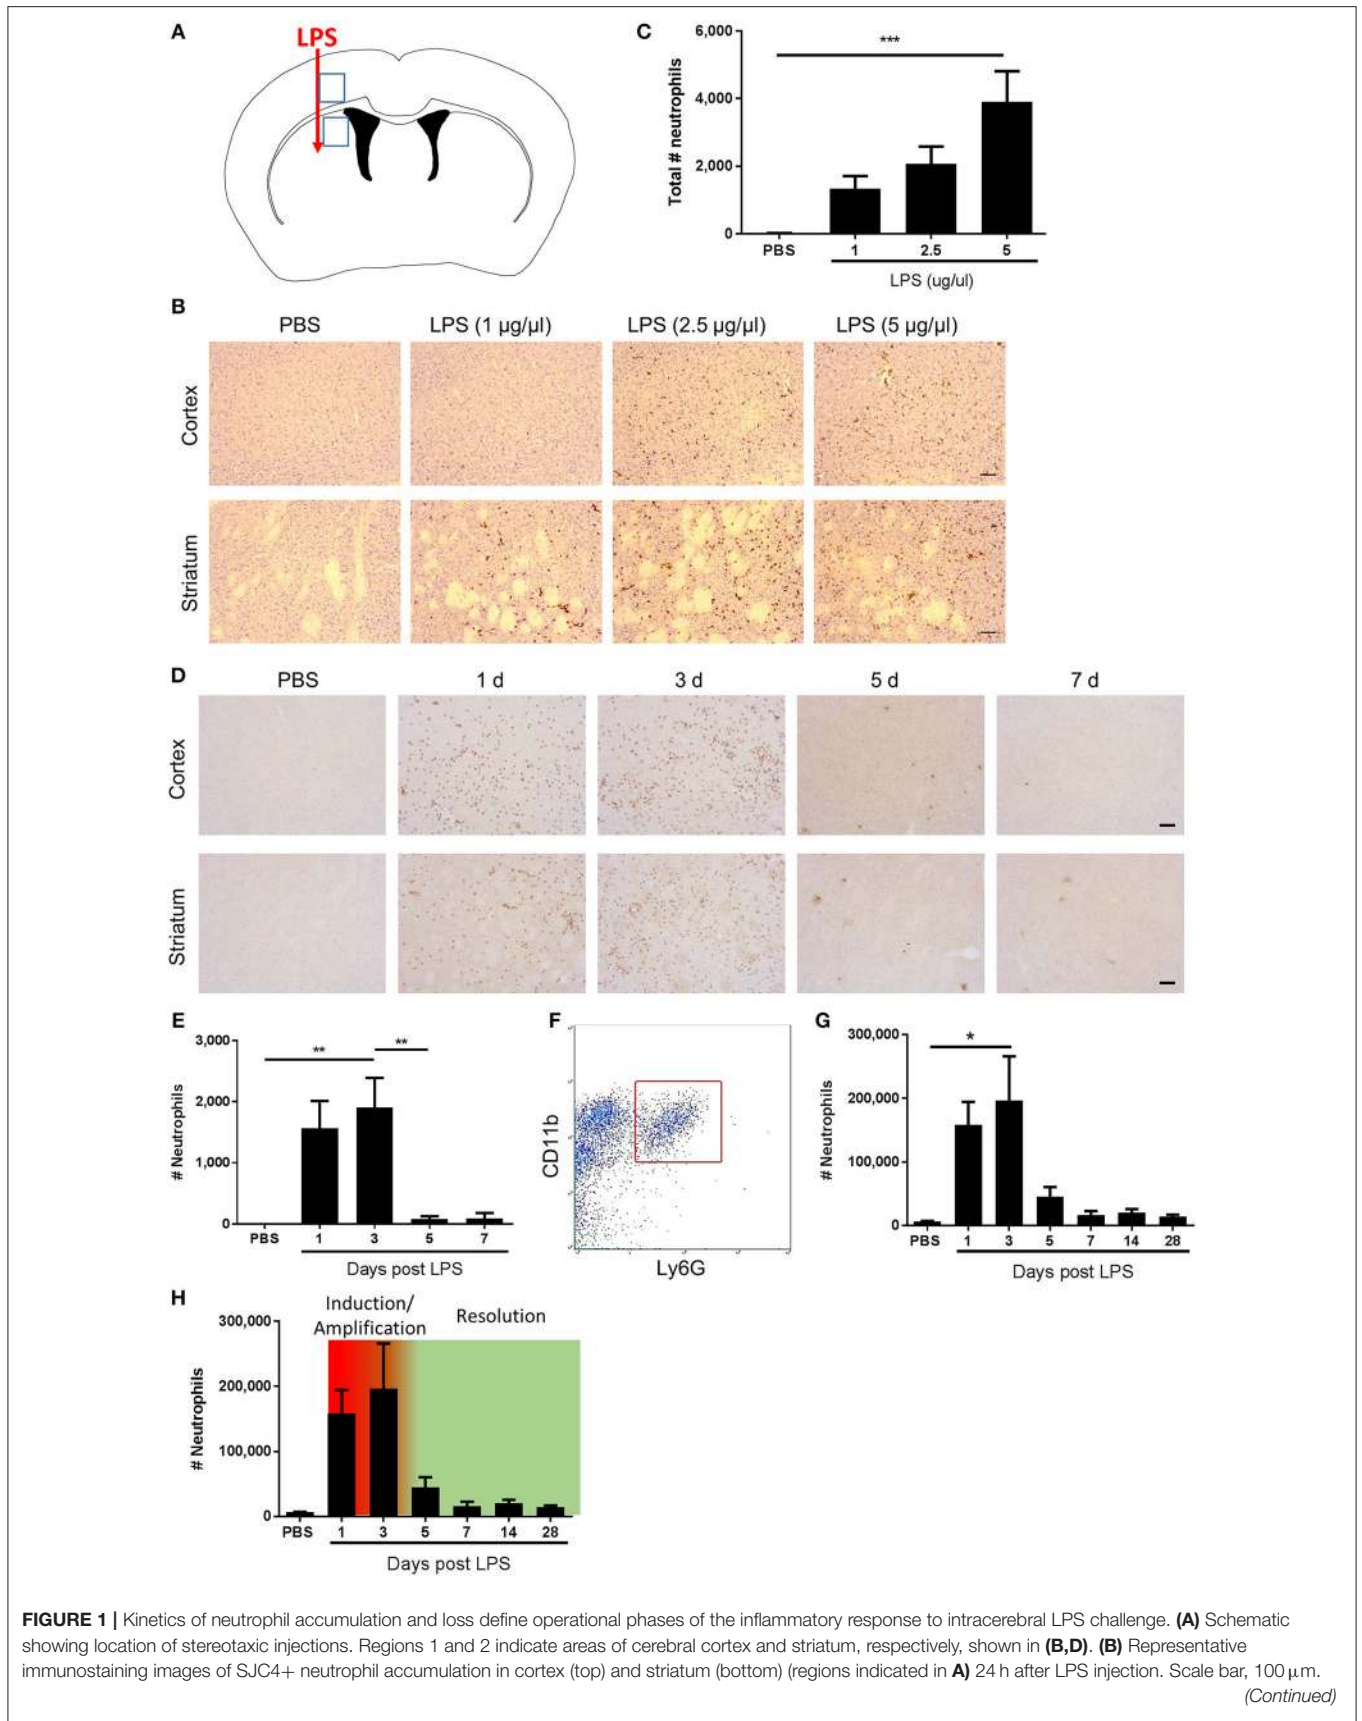 A
LPS
C
6,000
4,000
2,000
0
Total # neutrophils
***
PBS
1
2.5
5
LPS (ug/ul)
B
PBS
LPS (1 µg/µl)
LPS (2.5 µg/µl)
LPS (5 µg/µl)
Cortex
Striatum
D
PBS
1 d
3 d
5 d
7 d
Cortex
Striatum
E
3,000
2,000
1,000
0
# Neutrophils
**
**
PBS
1
3
5
7
Days post LPS
F
CD11b
Ly6G
G
300,000
200,000
100,000
0
# Neutrophils
*
PBS
1
3
5
7
14
28
Days post LPS
H
Induction/
Amplification
Resolution
300,000
200,000
100,000
0
# Neutrophils
PBS
1
3
5
7
14
28
Days post LPS
FIGURE 1 | Kinetics of neutrophil accumulation and loss define operational phases of the inflammatory response to intracerebral LPS challenge. (A) Schematic
showing location of stereotaxic injections. Regions 1 and 2 indicate areas of cerebral cortex and striatum, respectively, shown in (B,D). (B) Representative
immunostaining images of SJC4+ neutrophil accumulation in cortex (top) and striatum (bottom) (regions indicated in A) 24 h after LPS injection. Scale bar, 100 µm.
(Continued)